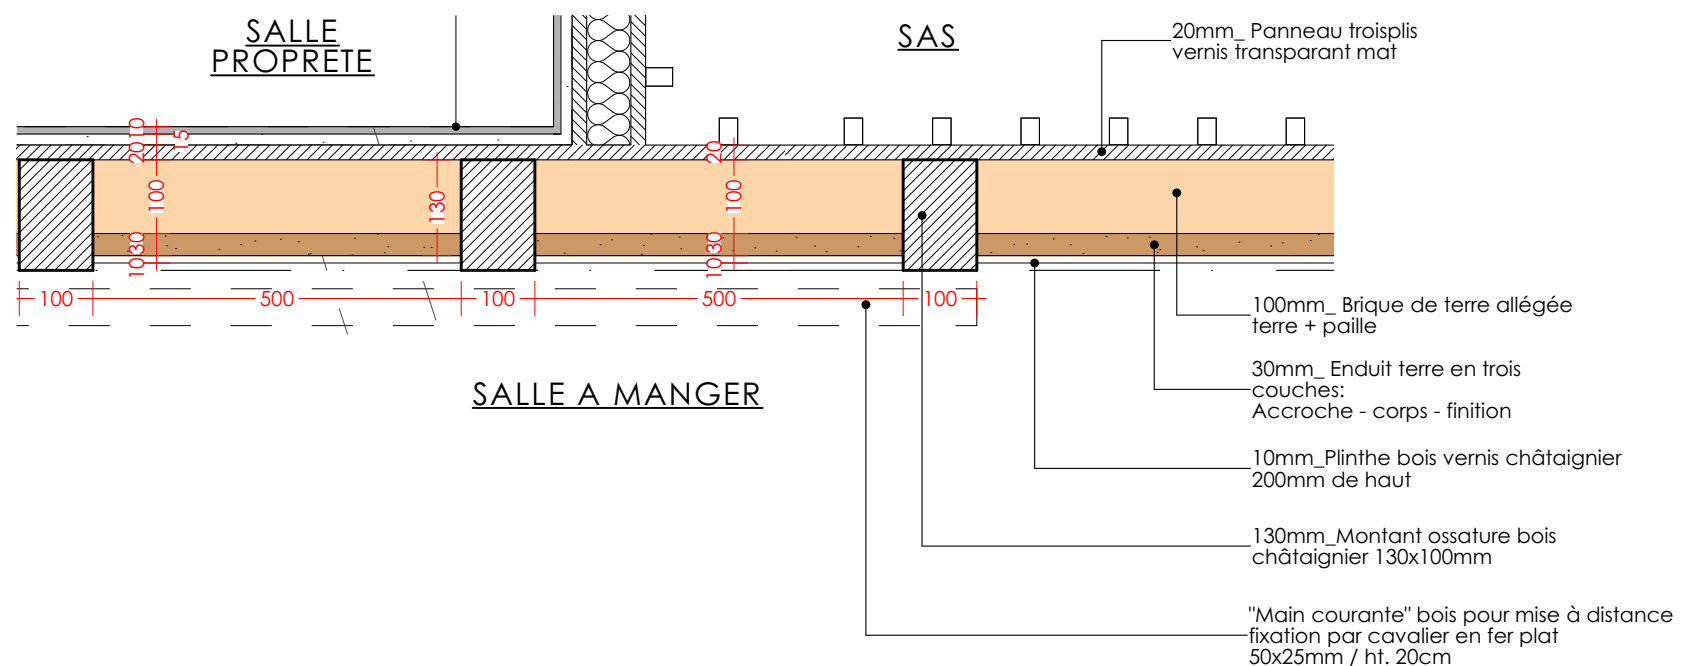 SALLE
PROPRETE
SAS
20mm_ Panneau troisplis
vernis transparant mat
10
20
15
100
30
10
130
20
100
30
10
100
500
100
500
100
100mm_ Brique de terre allégée
terre + paille
30mm_ Enduit terre en trois
couches:
Accroche - corps - finition
SALLE A MANGER
10mm_Plinthe bois vernis châtaignier
200mm de haut
130mm_Montant ossature bois
châtaignier 130x100mm
"Main courante" bois pour mise à distance
fixation par cavalier en fer plat
50x25mm / ht. 20cm